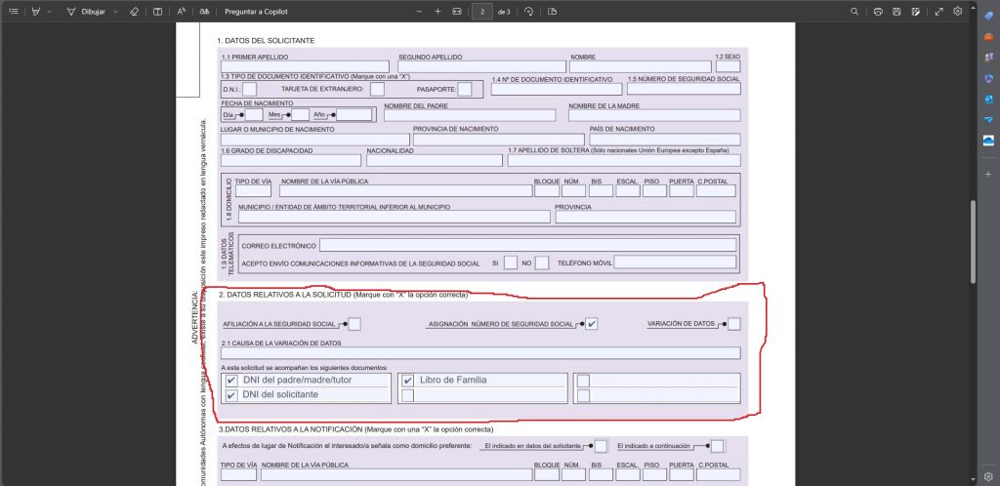 Dibujar
Preguntar a Copilot
2
de 3
1. DATOS DEL SOLICITANTE
1.1 PRIMER APELLIDO SEGUNDO APELLIDO NOMBRE 1.2 SEXO
1.3 TIPO DE DOCUMENTO IDENTIFICATIVO (Marque con una "X") 1.4 Nº DE DOCUMENTO IDENTIFICATIVO 1.5 NÚMERO DE SEGURIDAD SOCIAL
D.N.I.: TARJETA DE EXTRANJERO: PASAPORTE:
FECHA DE NACIMIENTO NOMBRE DEL PADRE NOMBRE DE LA MADRE
Día Mes Año
LUGAR O MUNICIPIO DE NACIMIENTO PROVINCIA DE NACIMIENTO PAÍS DE NACIMIENTO
1.6 GRADO DE DISCAPACIDAD NACIONALIDAD 1.7 APELLIDO DE SOLTERA (Sólo nacionales Unión Europea excepto España)
1.8 DOMICILIO
TIPO DE VÍA NOMBRE DE LA VÍA PÚBLICA BLOQUE NÚM. BIS ESCAL. PISO PUERTA C.POSTAL
MUNICIPIO / ENTIDAD DE ÁMBITO TERRITORIAL INFERIOR AL MUNICIPIO PROVINCIA
1.9 DATOS TELEMÁTICOS
CORREO ELECTRÓNICO
ACEPTO ENVÍO COMUNICACIONES INFORMATIVAS DE LA SEGURIDAD SOCIAL SI NO TELÉFONO MÓVIL
2. DATOS RELATIVOS A LA SOLICITUD (Marque con "X" la opción correcta)
AFILIACIÓN A LA SEGURIDAD SOCIAL ASIGNACIÓN NÚMERO DE SEGURIDAD SOCIAL VARIACIÓN DE DATOS
2.1 CAUSA DE LA VARIACIÓN DE DATOS
A esta solicitud se acompañan los siguientes documentos:
DNI del padre/madre/tutor Libro de Familia
DNI del solicitante
3.DATOS RELATIVOS A LA NOTIFICACIÓN (Marque con una "X" la opción correcta)
A efectos de lugar de Notificación el interesado/a señala como domicilio preferente: El indicado en datos del solicitante El indicado a continuación
TIPO DE VÍA NOMBRE DE LA VÍA PÚBLICA BLOQUE NÚM. BIS ESCAL. PISO PUERTA C.POSTAL
ADVERTENCIA:
Autónomas con lengua existe a su disposición este impreso redactado en lengua vernácula.